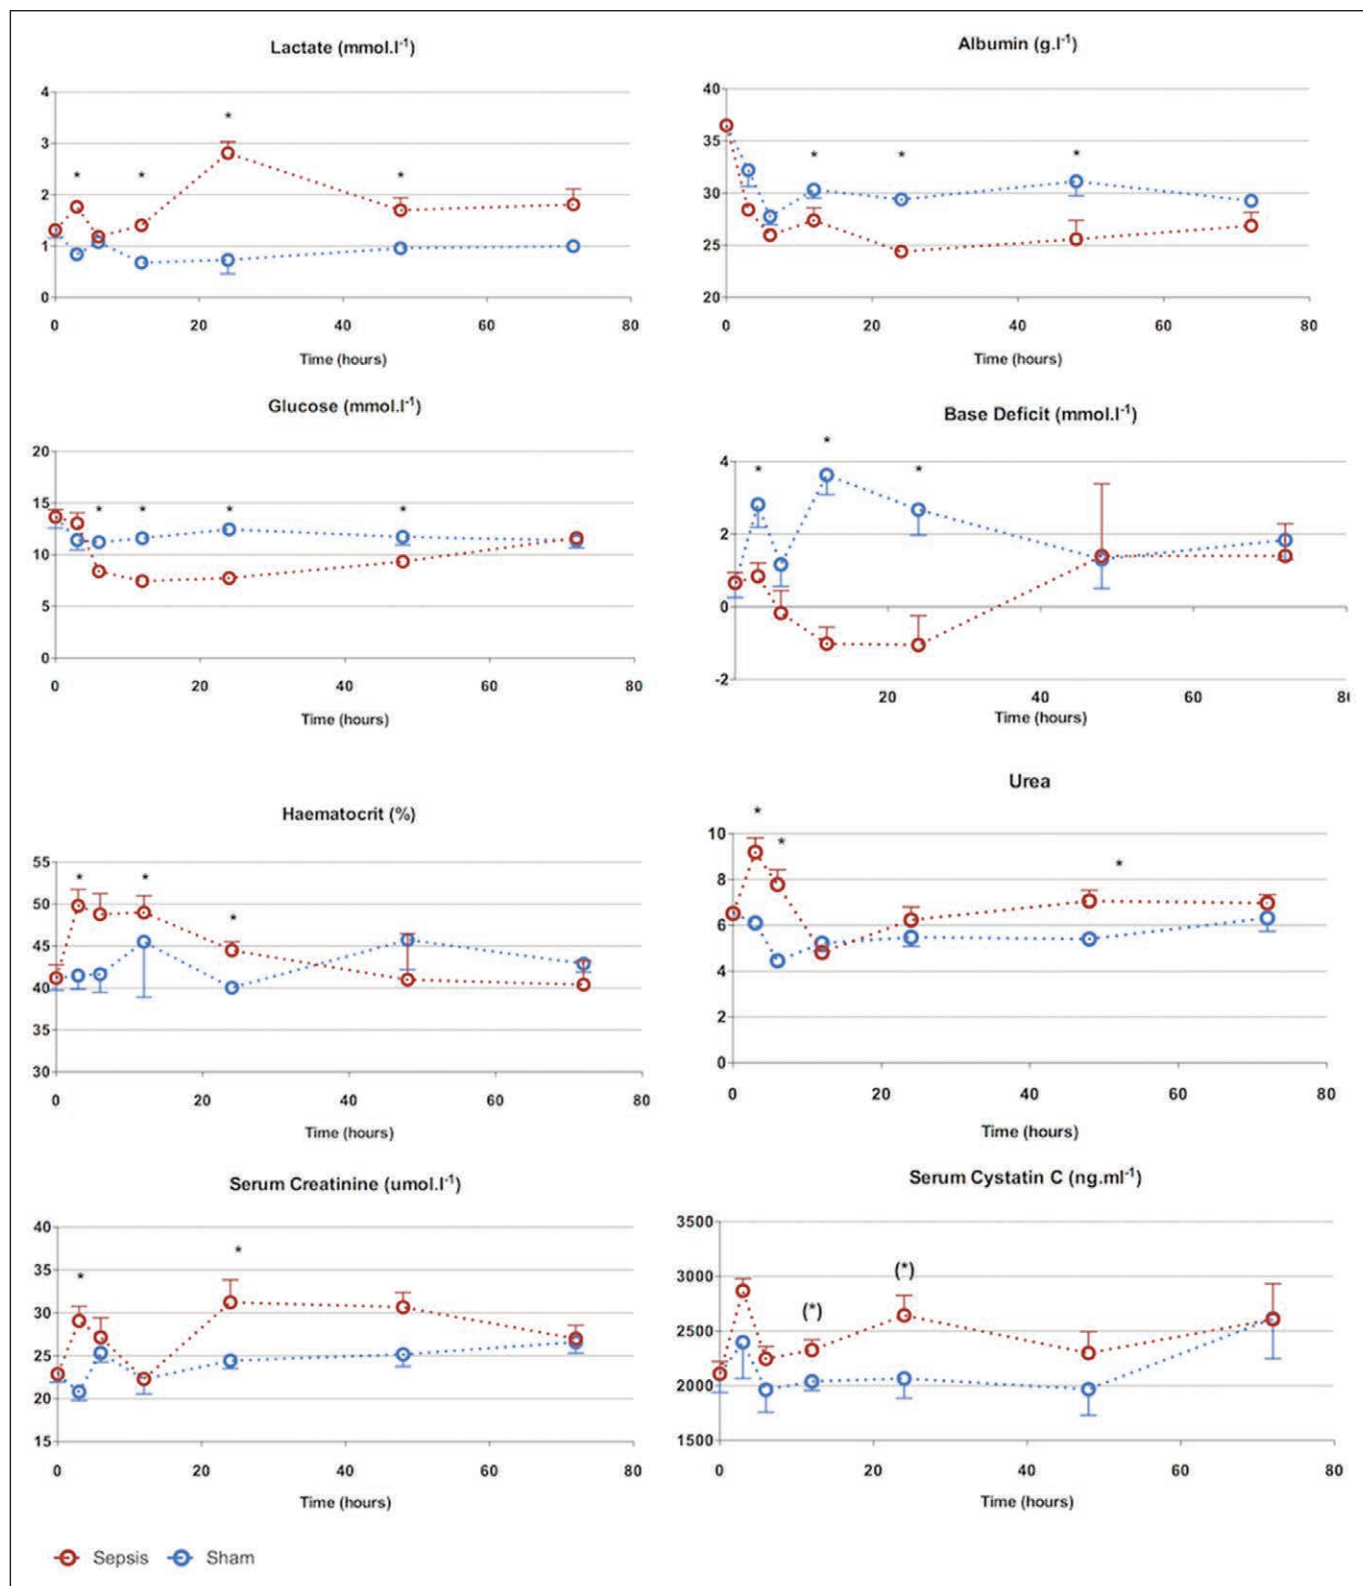 Lactate (mmol.l-1)
*
*
*
*
4
3
2
1
0
0 20 40 60 80
Time (hours)
Albumin (g.l-1)
40
35
30
25
20
* * *
0 20 40 60 80
Time (hours)
Glucose (mmol.l-1)
20
15
10
5
0
* * * *
0 20 40 60 80
Time (hours)
Base Deficit (mmol.l-1)
*
* *
4
2
0
-2
20 40 60 80
Time (hours)
Haematocrit (%)
55
50
45
40
35
30
* *
*
0 20 40 60 80
Time (hours)
Urea
*
*
*
10
8
6
4
2
0
0 20 40 60 80
Time (hours)
Serum Creatinine (umol.l-1)
40
35
30
25
20
15
*
*
0 20 40 60 80
Time (hours)
Serum Cystatin C (ng.ml-1)
3500
3000
2500
2000
1500
(*)
(*)
0 20 40 60 80
Time (hours)
Sepsis Sham